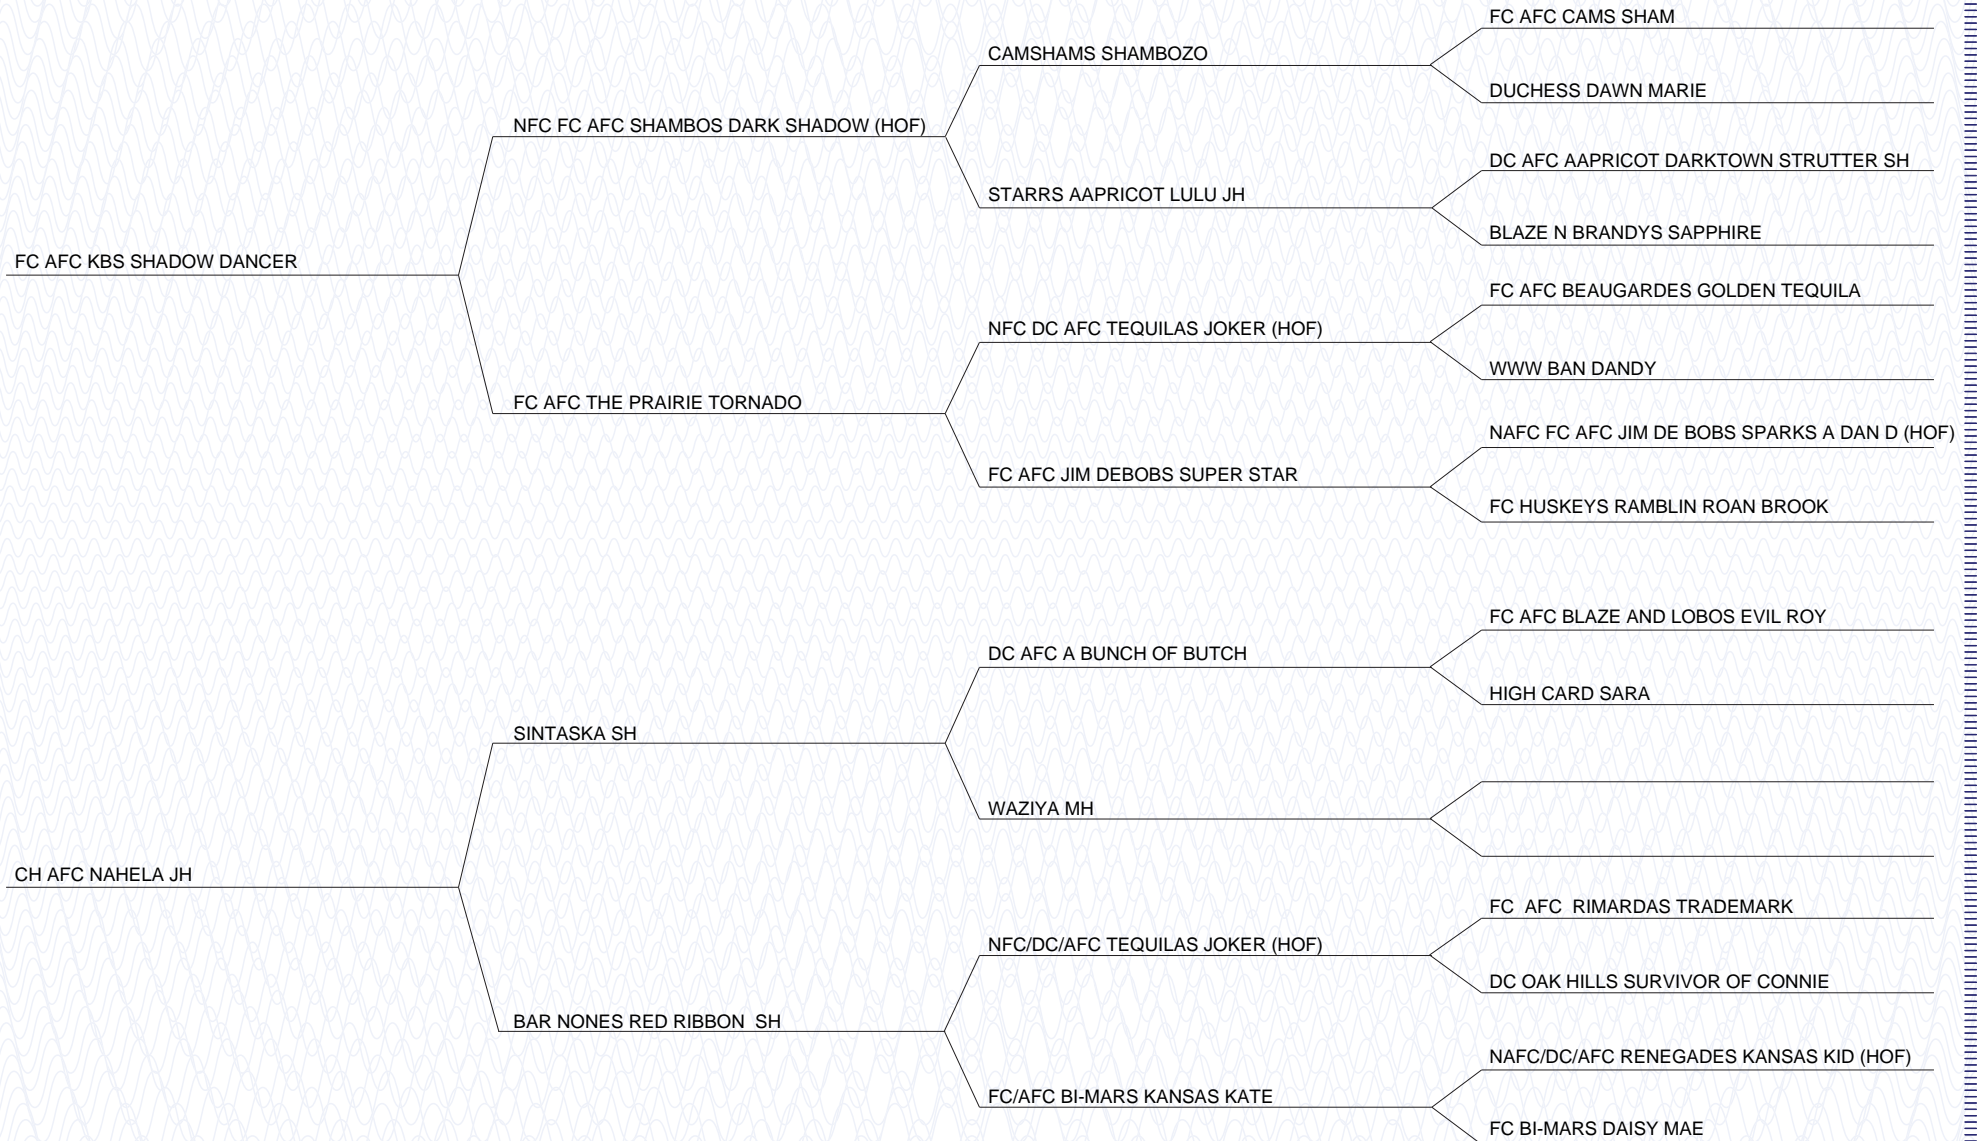 FC AFC CAMS SHAM
CAMSHAMS SHAMBOZO
DUCHESS DAWN MARIE
NFC FC AFC SHAMBOS DARK SHADOW (HOF)
DC AFC AAPRICOT DARKTOWN STRUTTER SH
STARRS AAPRICOT LULU JH
BLAZE N BRANDYS SAPPHIRE
FC AFC KBS SHADOW DANCER
FC AFC BEAUGARDES GOLDEN TEQUILA
NFC DC AFC TEQUILAS JOKER (HOF)
WWW BAN DANDY
FC AFC THE PRAIRIE TORNADO
NAFC FC AFC JIM DE BOBS SPARKS A DAN D (HOF)
FC AFC JIM DEBOBS SUPER STAR
FC HUSKEYS RAMBLIN ROAN BROOK
FC AFC BLAZE AND LOBOS EVIL ROY
DC AFC A BUNCH OF BUTCH
HIGH CARD SARA
SINTASKA SH
WAZIYA MH
CH AFC NAHELA JH
FC  AFC  RIMARDAS TRADEMARK
NFC/DC/AFC TEQUILAS JOKER (HOF)
DC OAK HILLS SURVIVOR OF CONNIE
BAR NONES RED RIBBON  SH
NAFC/DC/AFC RENEGADES KANSAS KID (HOF)
FC/AFC BI-MARS KANSAS KATE
FC BI-MARS DAISY MAE